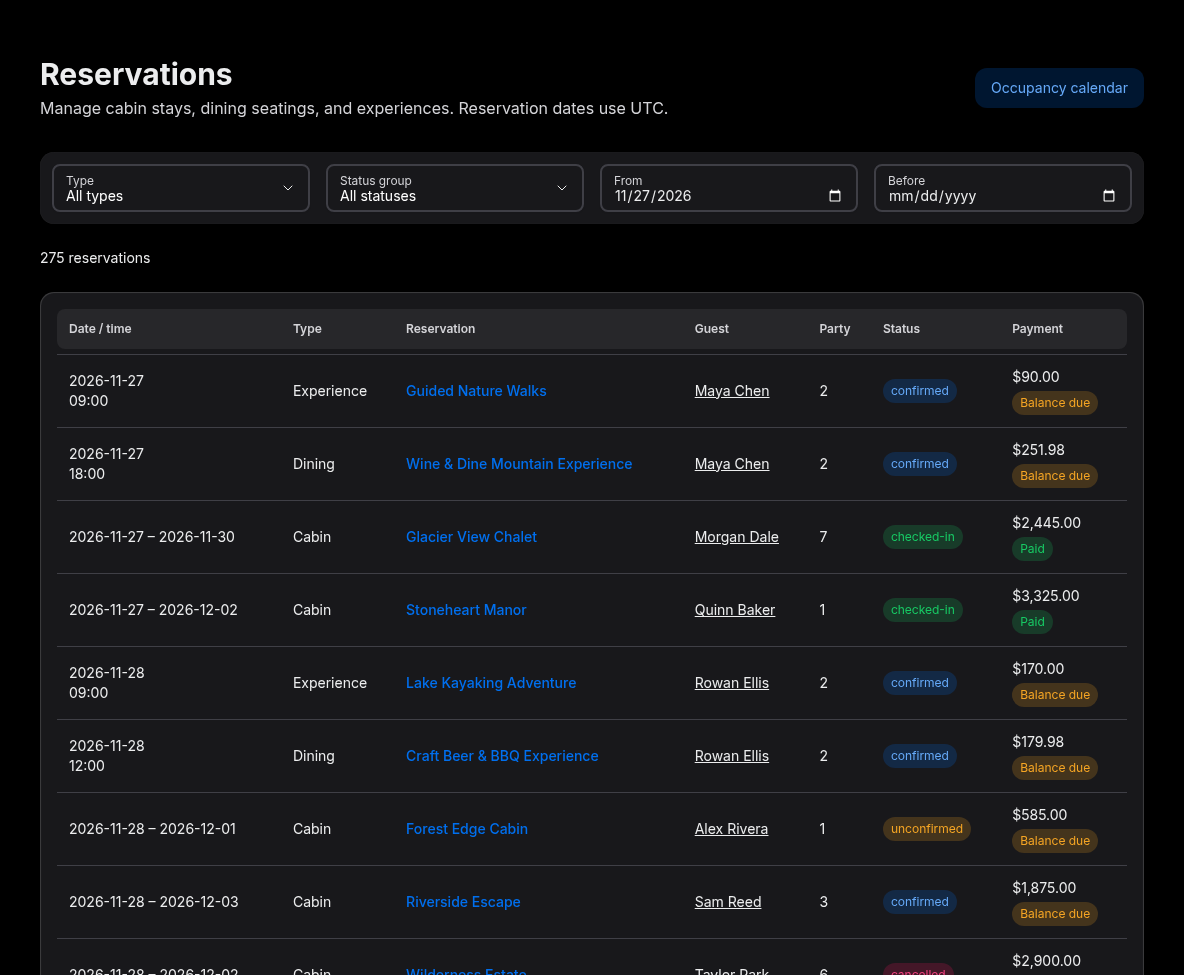 Reservations
Manage cabin stays, dining seatings, and experiences. Reservation dates use UTC.
Occupancy calendar
Type
All types
Status group
All statuses
From
11/27/2026
Before
mm/dd/yyyy
275 reservations
Date / time Type Reservation Guest Party Status Payment
2026-11-27
09:00
Experience Guided Nature Walks Maya Chen 2 confirmed
$90.00
Balance due
2026-11-27
18:00
Dining Wine & Dine Mountain Experience Maya Chen 2 confirmed
$251.98
Balance due
2026-11-27 – 2026-11-30 Cabin Glacier View Chalet Morgan Dale 7 checked-in
$2,445.00
Paid
2026-11-27 – 2026-12-02 Cabin Stoneheart Manor Quinn Baker 1 checked-in
$3,325.00
Paid
2026-11-28
09:00
Experience Lake Kayaking Adventure Rowan Ellis 2 confirmed
$170.00
Balance due
2026-11-28
12:00
Dining Craft Beer & BBQ Experience Rowan Ellis 2 confirmed
$179.98
Balance due
2026-11-28 – 2026-12-01 Cabin Forest Edge Cabin Alex Rivera 1 unconfirmed
$585.00
Balance due
2026-11-28 – 2026-12-03 Cabin Riverside Escape Sam Reed 3 confirmed
$1,875.00
Balance due
2026-11-28 – 2026-12-02 Cabin Wilderness Estate Taylor Park 6 cancelled
$2,900.00